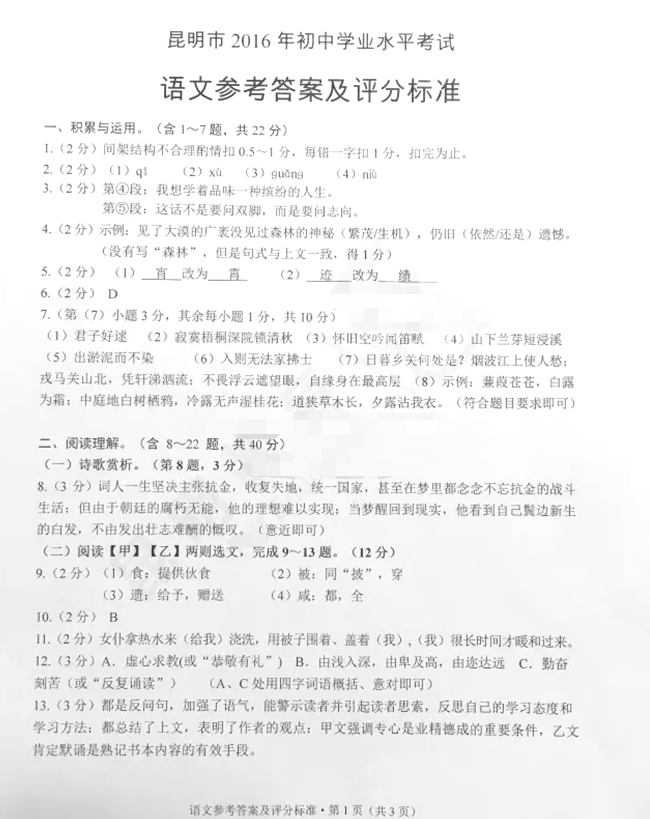 昆明市 2016 年初中学业水平考试
语文参考答案及评分标准
一、积累与运用。（含 1～7 题，共 22 分）
1.（2 分）间架结构不合理酌情扣 0.5～1 分，每错一字扣 1 分，扣完为止。
2.（2 分）（1）qī （2）xù （3）guǎng （4）niù
3.（2 分）第④段：我想学着品味一种缤纷的人生。
第⑤段：这话不是要问双脚，而是要问志向。
4.（2 分）示例：见了大漠的广袤没见过森林的神秘（繁茂/生机），仍旧（依然/还是）遗憾。
（没有写“森林”，但是句式与上文一致，得 1 分）
5.（2 分）（1） 宵 改为 霄 （2） 迹 改为 绩
6.（2 分） D
7.（第（7）小题 3 分，其余每小题 1 分，共 10 分）
（1）君子好逑 （2）寂寞梧桐深院锁清秋 （3）怀旧空吟闻笛赋 （4）山下兰芽短浸溪
（5）出淤泥而不染 （6）入则无法家拂士 （7）日暮乡关何处是？烟波江上使人愁；
戎马关山北，凭轩涕泗流；不畏浮云遮望眼，自缘身在最高层 （8）示例：蒹葭苍苍，白露
为霜；中庭地白树栖鸦，冷露无声湿桂花；道狭草木长，夕露沾我衣。（符合题目要求即可）
二、阅读理解。（含 8～22 题，共 40 分）
（一）诗歌赏析。（第 8 题，3 分）
8.（3 分）词人一生坚决主张抗金，收复失地，统一国家，甚至在梦里都念念不忘抗金的战斗
生活；但由于朝廷的腐朽无能，他的理想难以实现；当梦醒回到现实，他看到自己鬓边新生
的白发，不由发出壮志难酬的慨叹。（意近即可）
（二）阅读【甲】【乙】两则选文，完成 9～13 题。（12 分）
9.（2 分）（1）食：提供伙食 （2）被：同“披”，穿
（3）遗：给予，赠送 （4）咸：都，全
10.（2 分） B
11.（2 分）女仆拿热水来（给我）浇洗，用被子围着、盖着（我），（我）很长时间才暖和过来。
12.（3 分）A．虚心求教(或“恭敬有礼”） B．由浅入深，由卑及高，由迩达远 C．勤奋
刻苦（或“反复诵读”） （A、C 处用四字词语概括、意对即可）
13.（3 分）都是反问句，加强了语气，能警示读者并引起读者思索，反思自己的学习态度和
学习方法；都总结了上文，表明了作者的观点：甲文强调专心是业精德成的重要条件，乙文
肯定默诵是熟记书本内容的有效手段。
语文参考答案及评分标准·第 1 页（共 3 页）